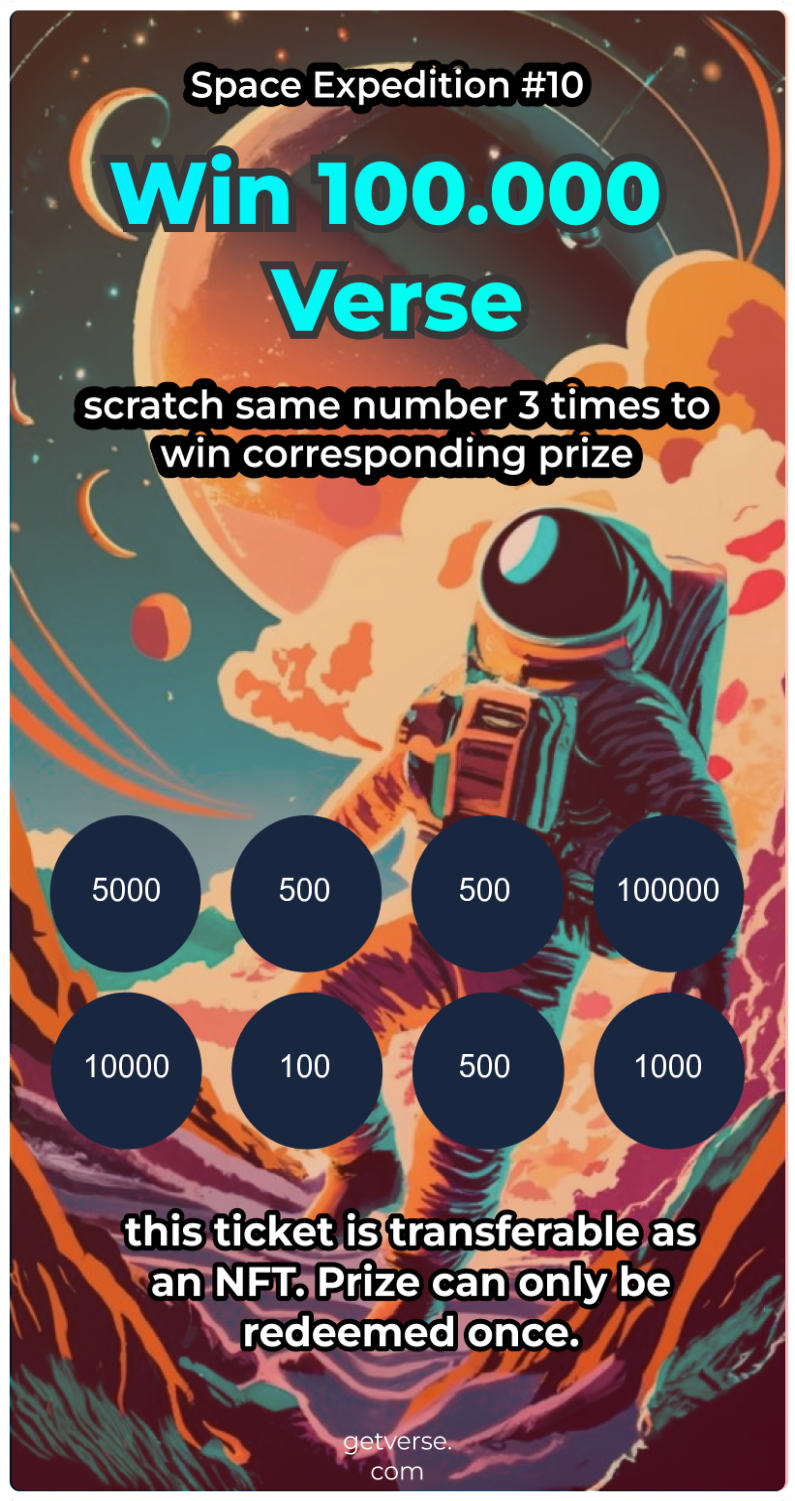 Space Expedition #10
Win 100.000
Verse
scratch same number 3 times to
win corresponding prize
5000 500 500 100000
10000 100 500 1000
this ticket is transferable as
an NFT. Prize can only be
redeemed once.
getverse.
com